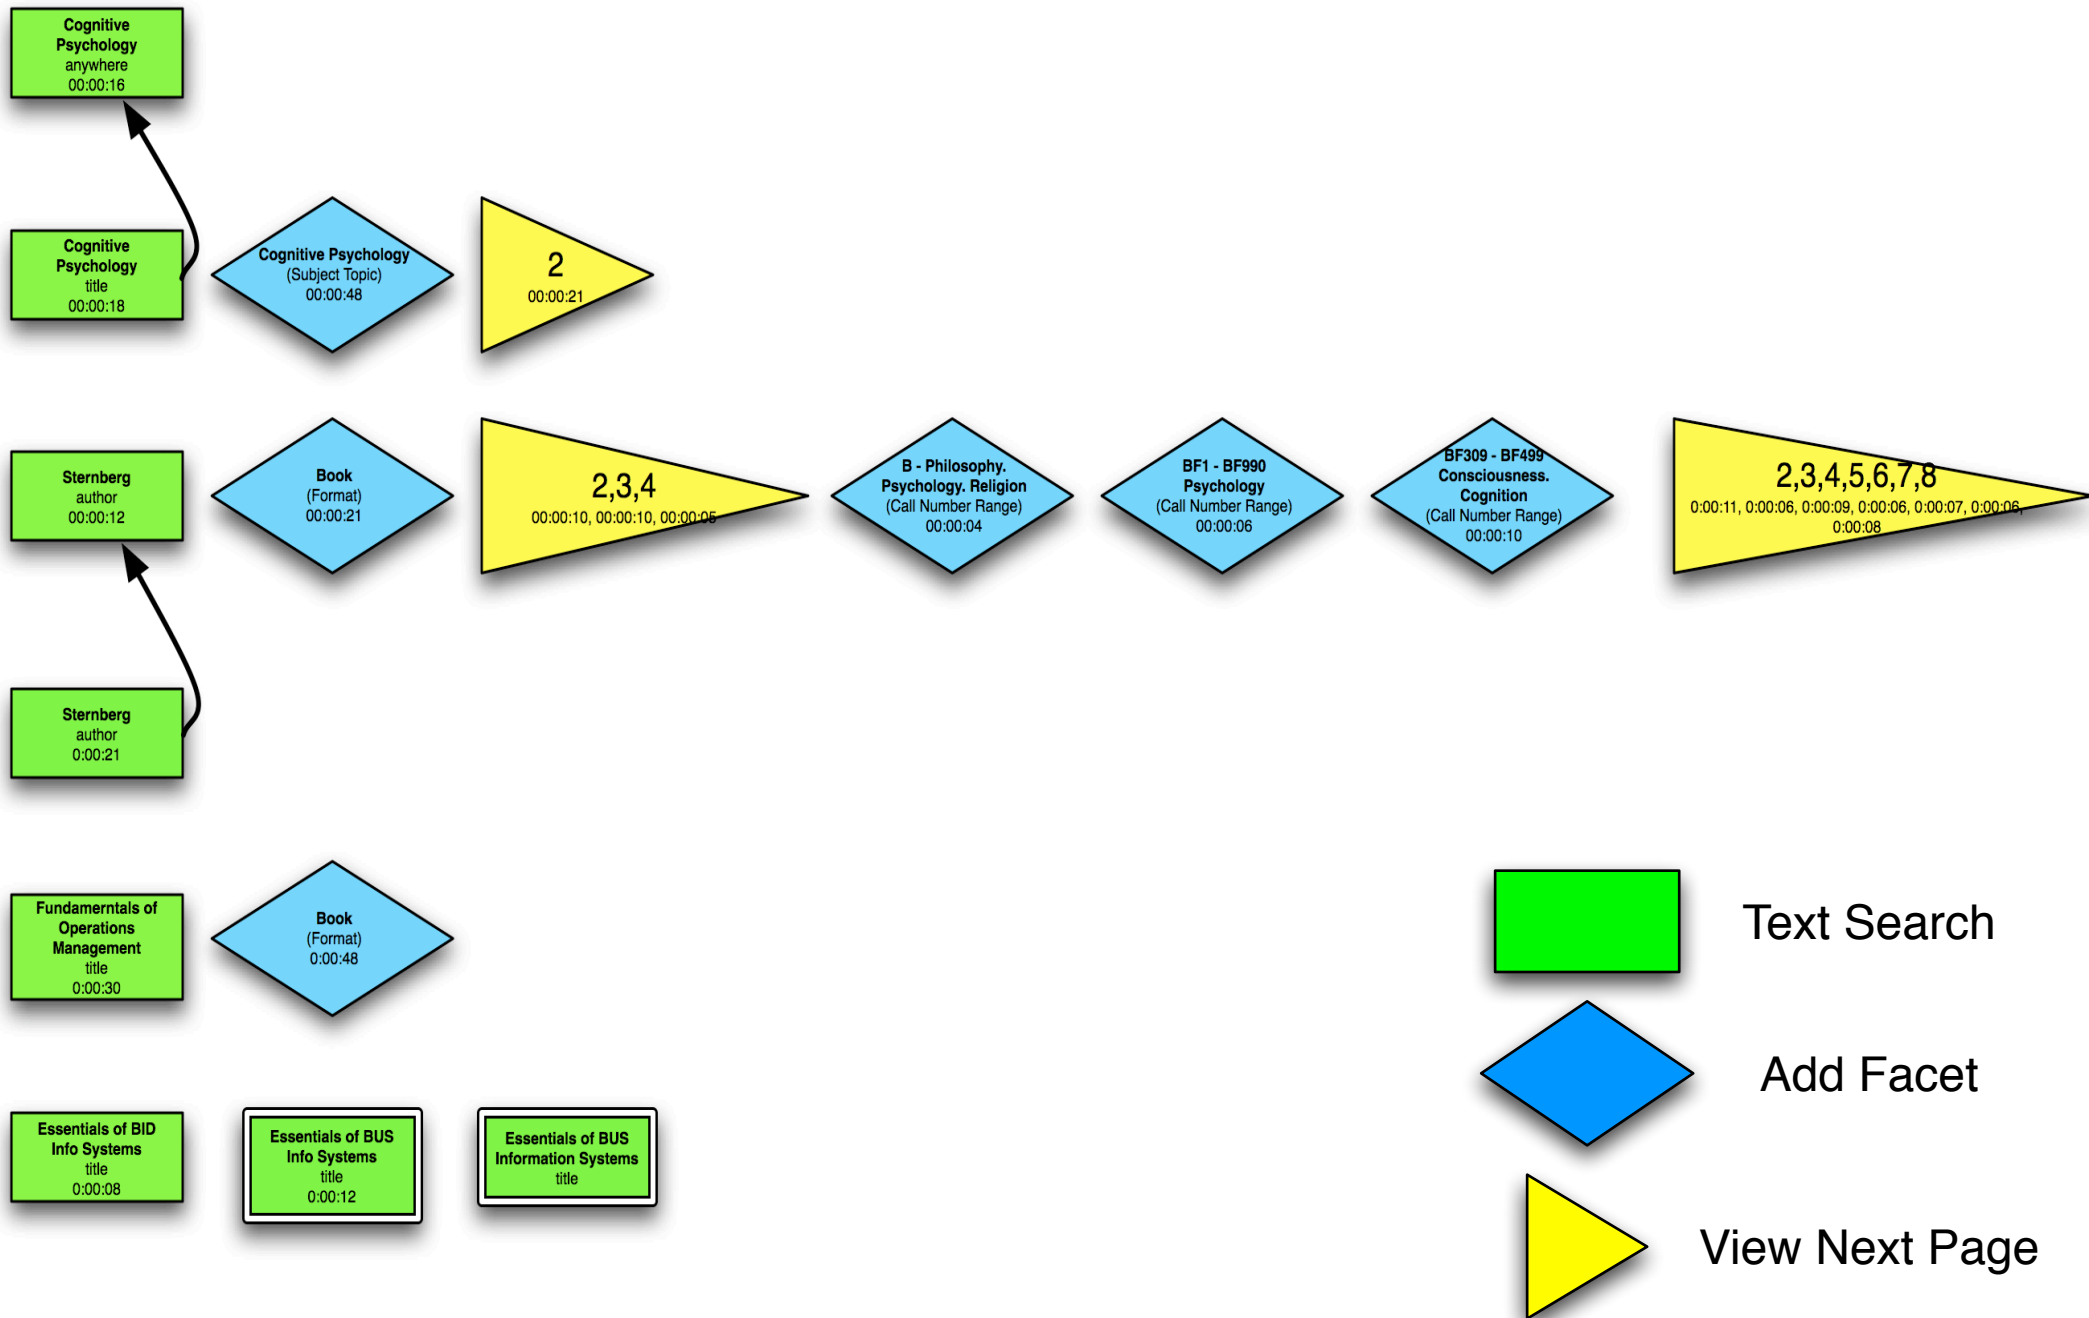 Cognitive
Psychology
anywhere
00:00:16
Cognitive
Psychology
title
00:00:18
Cognitive Psychology
(Subject Topic)
00:00:48
2
00:00:21
Sternberg
author
00:00:12
Book
(Format)
00:00:21
2,3,4
00:00:10, 00:00:10, 00:00:05
B - Philosophy.
Psychology. Religion
(Call Number Range)
00:00:04
BF1 - BF990
Psychology
(Call Number Range)
00:00:06
BF309 - BF499
Consciousness.
Cognition
(Call Number Range)
00:00:10
2,3,4,5,6,7,8
0:00:11, 0:00:06, 0:00:09, 0:00:06, 0:00:07, 0:00:06,
0:00:08
Sternberg
author
0:00:21
Fundamerntals of
Operations
Management
title
0:00:30
Book
(Format)
0:00:48
Essentials of BID
Info Systems
title
0:00:08
Essentials of BUS
Info Systems
title
0:00:12
Essentials of BUS
Information Systems
title
Text Search
Add Facet
View Next Page